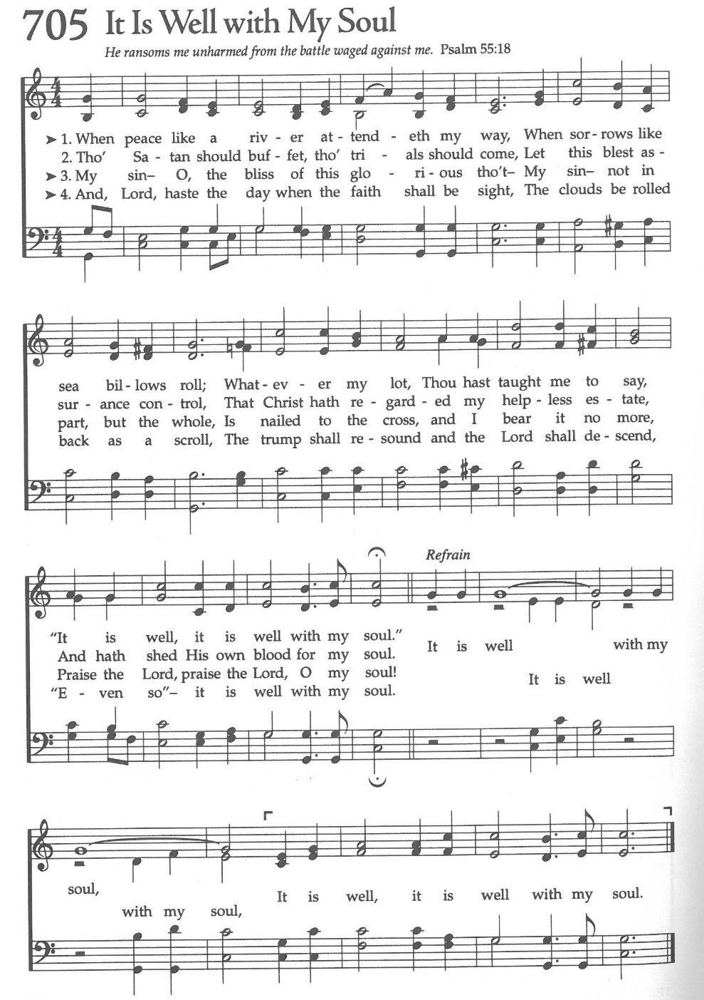 705 It Is Well with My Soul
He ransoms me unharmed from the battle waged against me. Psalm 55:18
➤ 1. When peace like a riv - er at - tend - eth my way, When sor - rows like
2. Tho' Sa - tan should buf - fet, tho' tri - als should come, Let this blest as -
➤ 3. My sin– O, the bliss of this glo - ri - ous tho't– My sin– not in
➤ 4. And, Lord, haste the day when the faith shall be sight, The clouds be rolled
sea bil - lows roll; What - ev - er my lot, Thou hast taught me to say,
sur - ance con - trol, That Christ hath re - gard - ed my help - less es - tate,
part, but the whole, Is nailed to the cross, and I bear it no more,
back as a scroll, The trump shall re - sound and the Lord shall de - scend,
Refrain
“It is well, it is well with my soul.”
And hath shed His own blood for my soul.
It is well with my
Praise the Lord, praise the Lord, O my soul!
It is well
“E - ven so”– it is well with my soul.
soul, It is well, it is well with my soul.
with my soul,